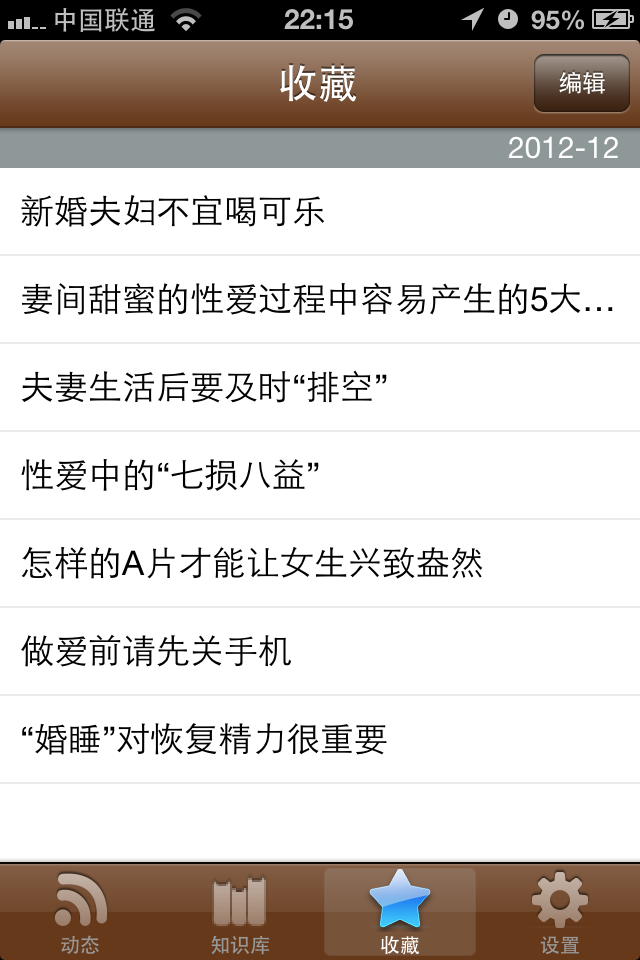 中国联通 22:15 95%
收藏 编辑
2012-12
新婚夫妇不宜喝可乐
妻间甜蜜的性爱过程中容易产生的5大...
夫妻生活后要及时“排空”
性爱中的“七损八益”
怎样的A片才能让女生兴致盎然
做爱前请先关手机
“婚睡”对恢复精力很重要
动态 知识库 收藏 设置